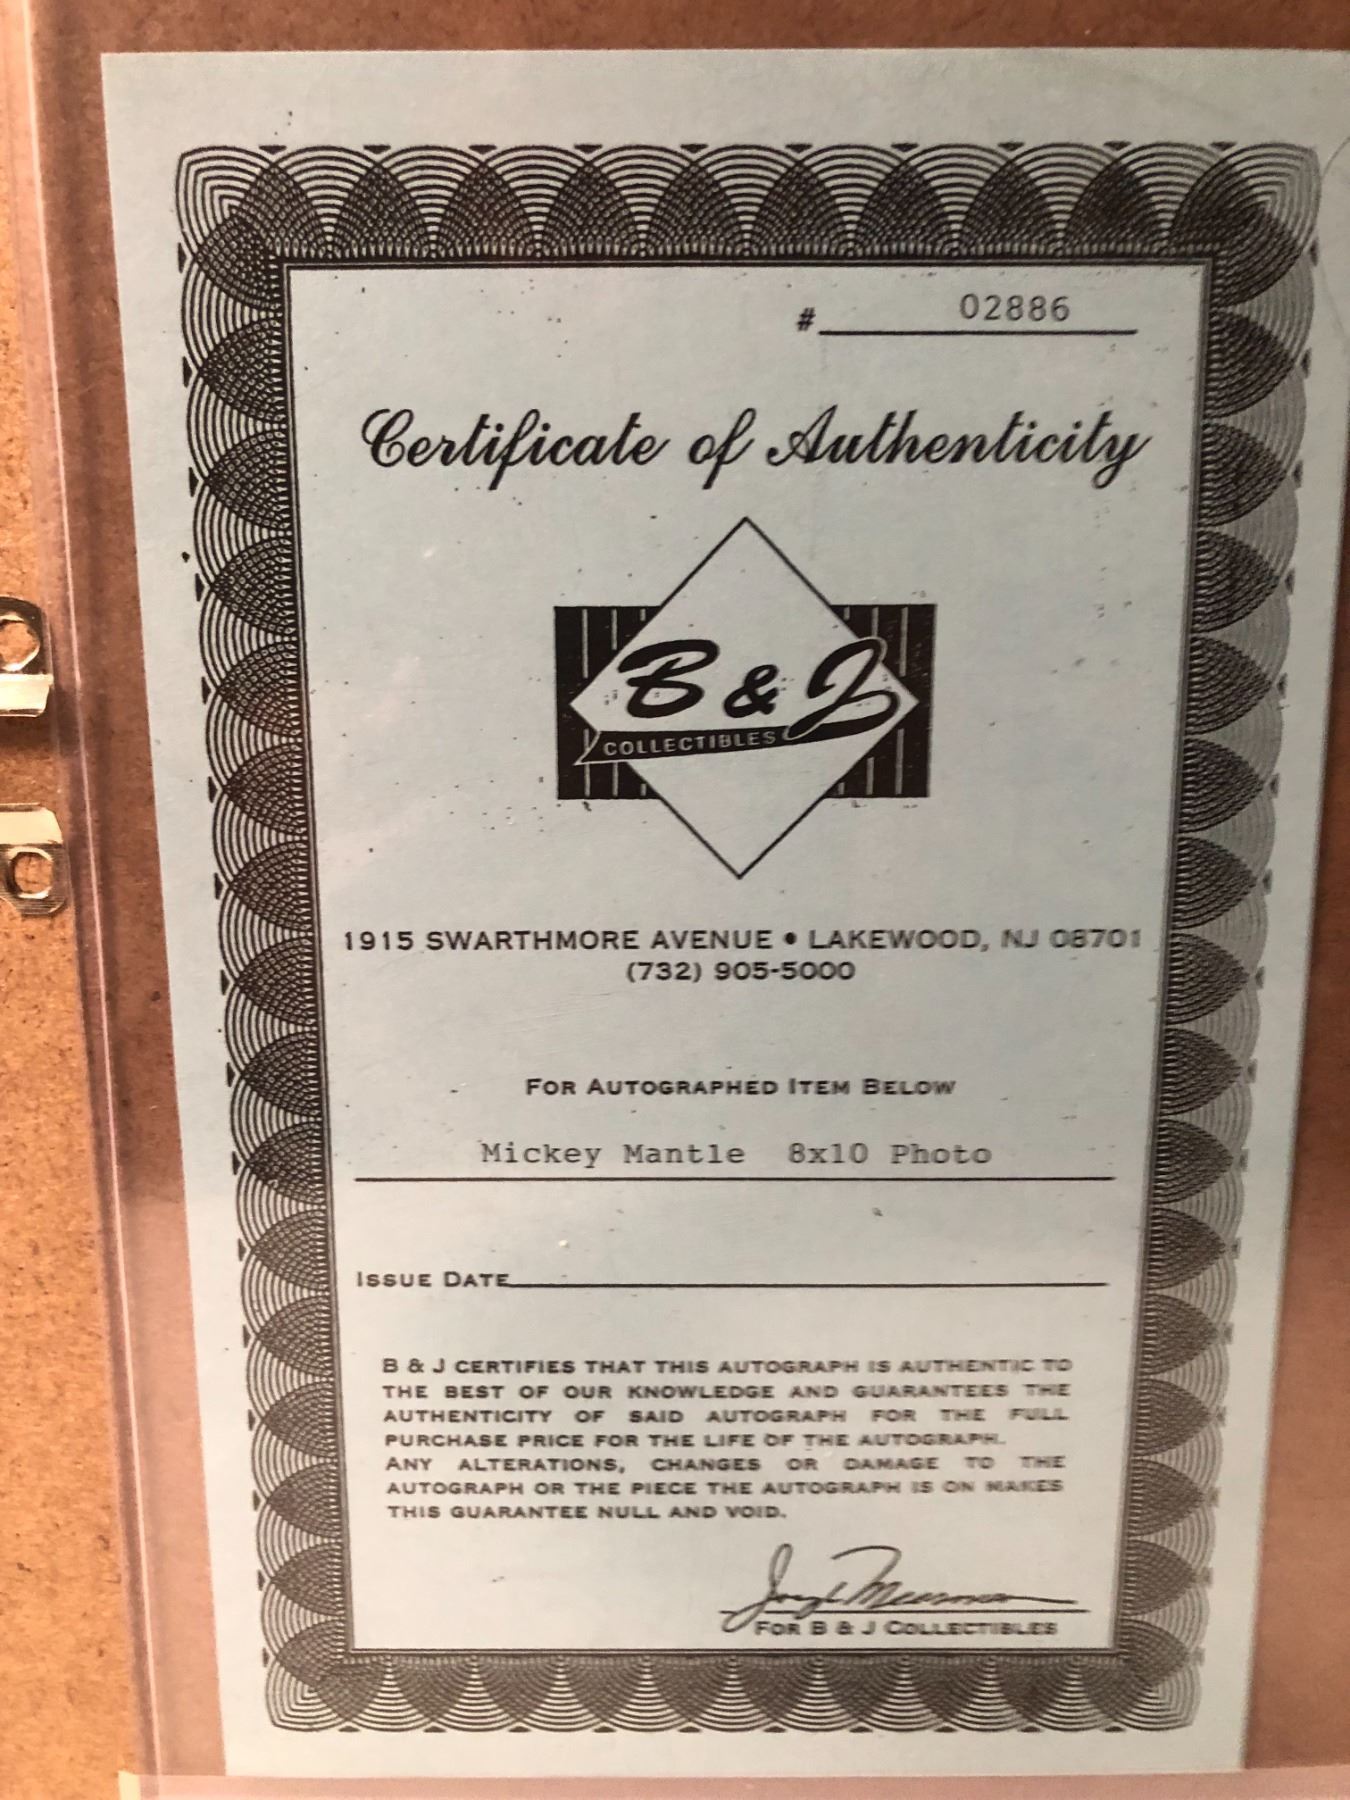 # 02886
Certificate of Authenticity
B & J
COLLECTIBLES
1915 SWARTHMORE AVENUE • LAKEWOOD, NJ 08701
(732) 905-5000
FOR AUTOGRAPHED ITEM BELOW
Mickey Mantle 8x10 Photo
ISSUE DATE
B & J CERTIFIES THAT THIS AUTOGRAPH IS AUTHENTIC TO
THE BEST OF OUR KNOWLEDGE AND GUARANTEES THE
AUTHENTICITY OF SAID AUTOGRAPH FOR THE FULL
PURCHASE PRICE FOR THE LIFE OF THE AUTOGRAPH.
ANY ALTERATIONS, CHANGES OR DAMAGE TO THE
AUTOGRAPH OR THE PIECE THE AUTOGRAPH IS ON MAKES
THIS GUARANTEE NULL AND VOID.
FOR B & J COLLECTIBLES